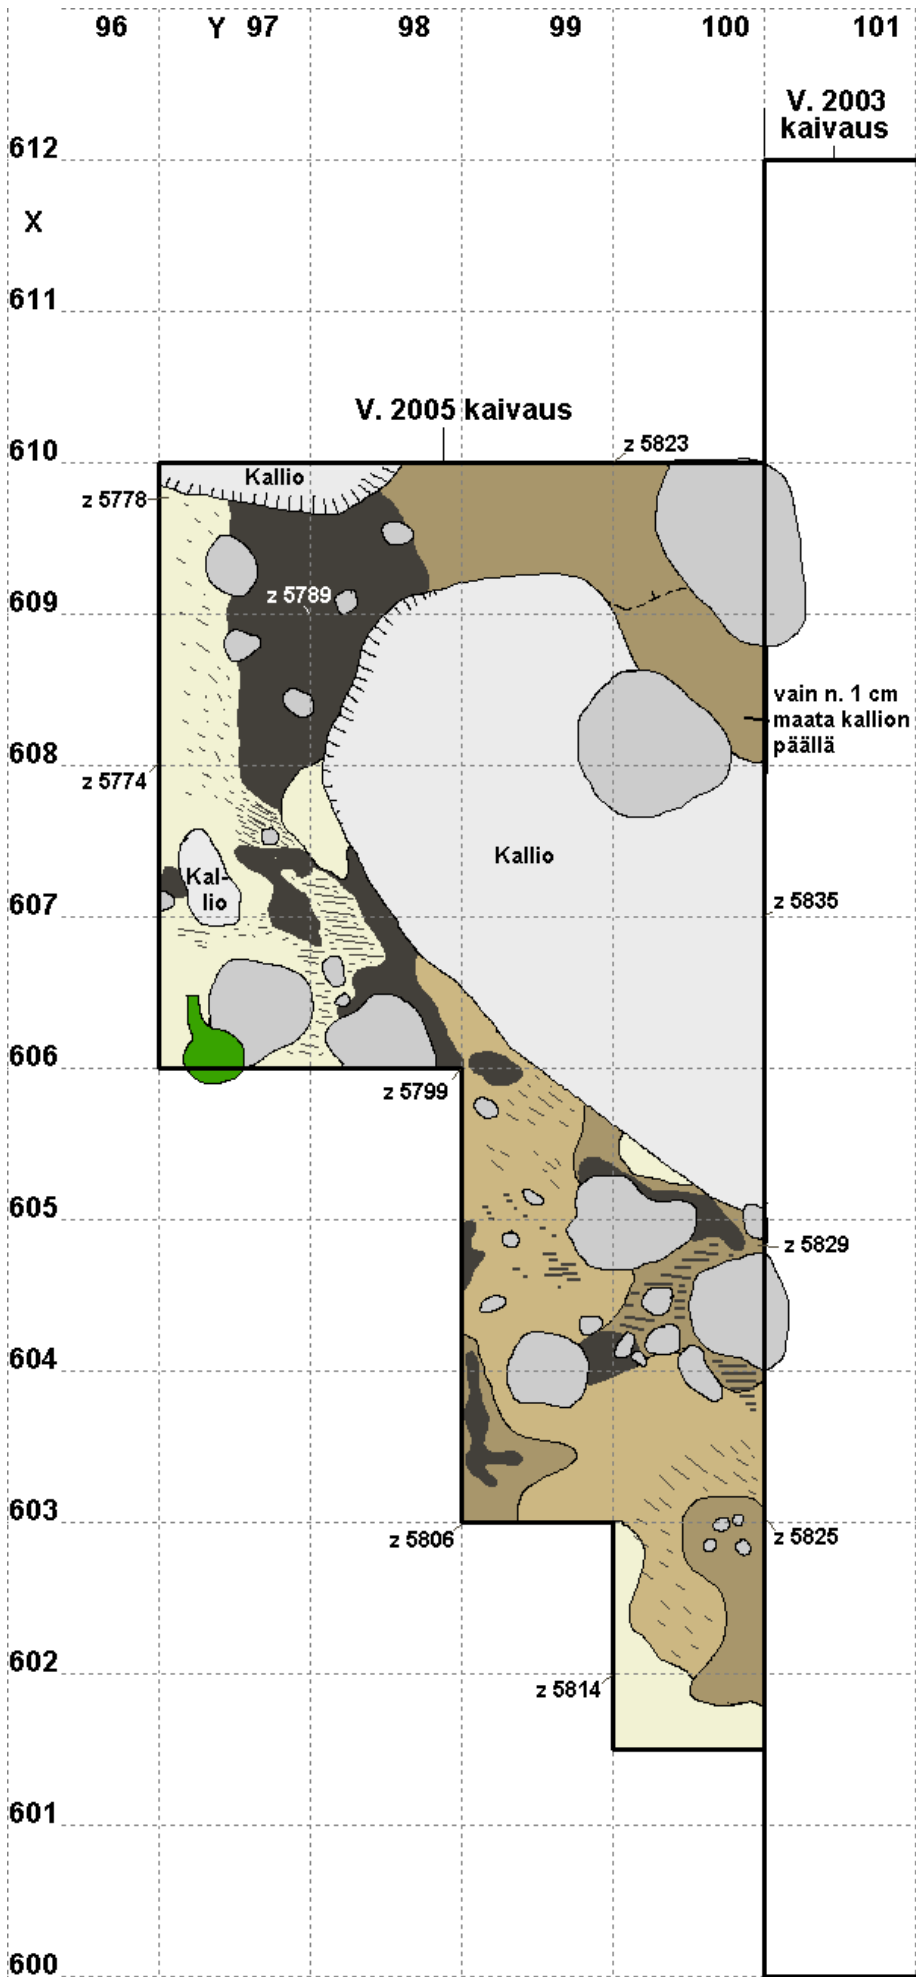 96 Y 97 98 99 100 101
V. 2003
kaivaus
612
X
611
V. 2005 kaivaus
610
z 5823
Kallio
z 5778
z 5789
609
vain n. 1 cm
maata kallion
päällä
608
z 5774
Kallio
Kal-
lio
607
z 5835
606
z 5799
605
z 5829
604
603
z 5806
z 5825
602
z 5814
601
600